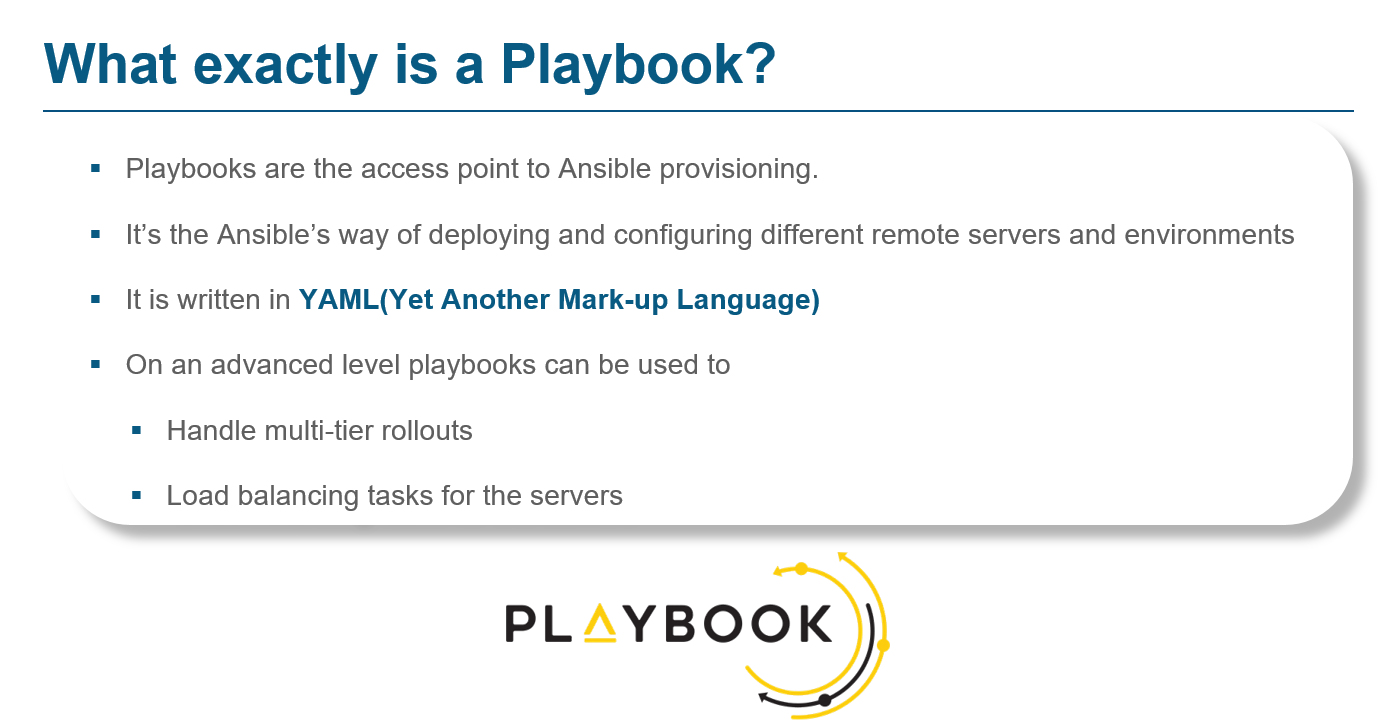 What exactly is a Playbook?
▪ Playbooks are the access point to Ansible provisioning.
▪ It’s the Ansible’s way of deploying and configuring different remote servers and environments
▪ It is written in YAML(Yet Another Mark-up Language)
▪ On an advanced level playbooks can be used to
▪ Handle multi-tier rollouts
▪ Load balancing tasks for the servers
PLAYBOOK